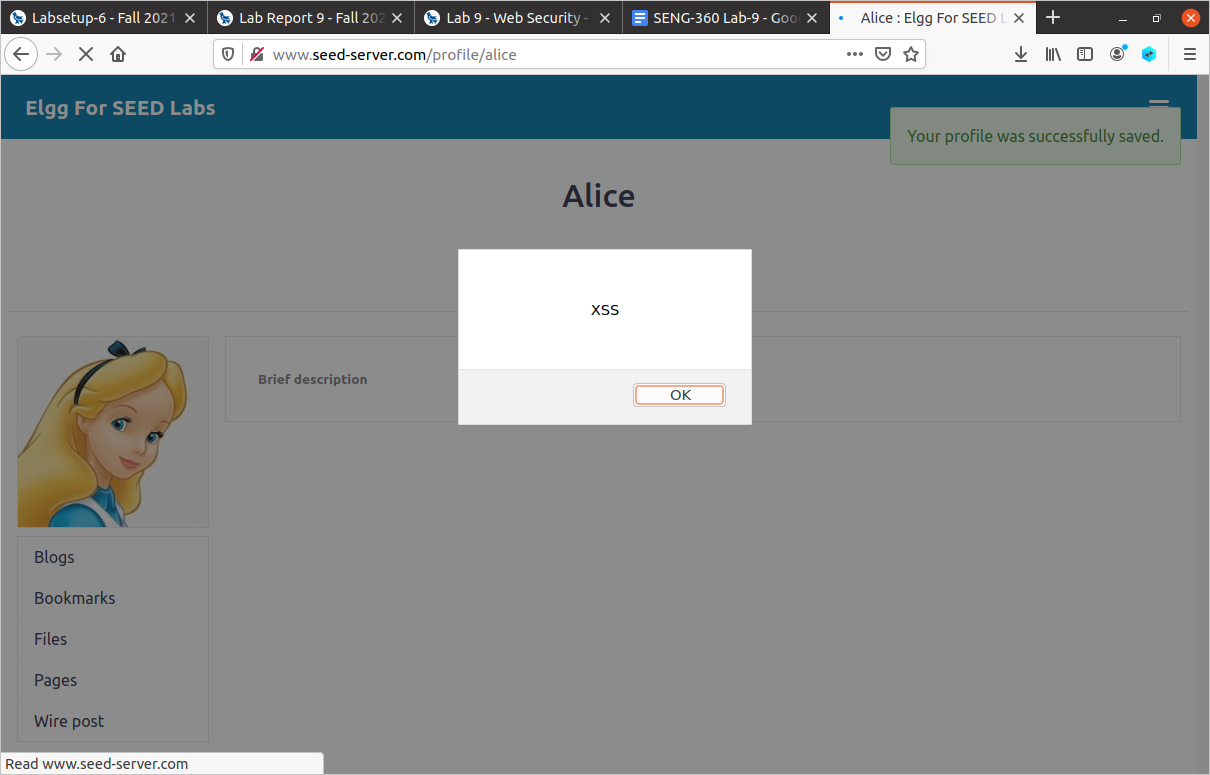 Labsetup-6 - Fall 2021
Lab Report 9 - Fall 202
Lab 9 - Web Security -
SENG-360 Lab-9 - Goo
Alice : Elgg For SEED L
www.seed-server.com/profile/alice
Elgg For SEED Labs
Your profile was successfully saved.
Alice
XSS
OK
Brief description
Blogs
Bookmarks
Files
Pages
Wire post
Read www.seed-server.com